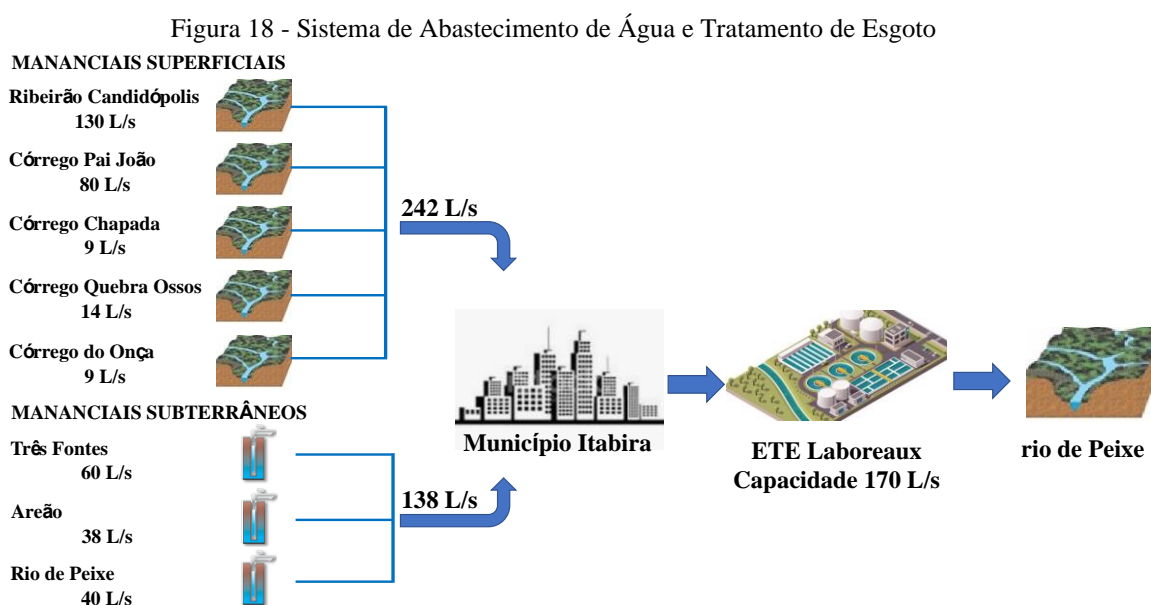 Figura 18 - Sistema de Abastecimento de Água e Tratamento de Esgoto
MANANCIAIS SUPERFICIAIS
Ribeirão Candidópolis
130 L/s
Córrego Pai João
80 L/s
Córrego Chapada
9 L/s
Córrego Quebra Ossos
14 L/s
Córrego do Onça
9 L/s
242 L/s
MANANCIAIS SUBTERRÂNEOS
Três Fontes
60 L/s
Areão
38 L/s
Rio de Peixe
40 L/s
138 L/s
Município Itabira
ETE Laboreaux
Capacidade 170 L/s
rio de Peixe